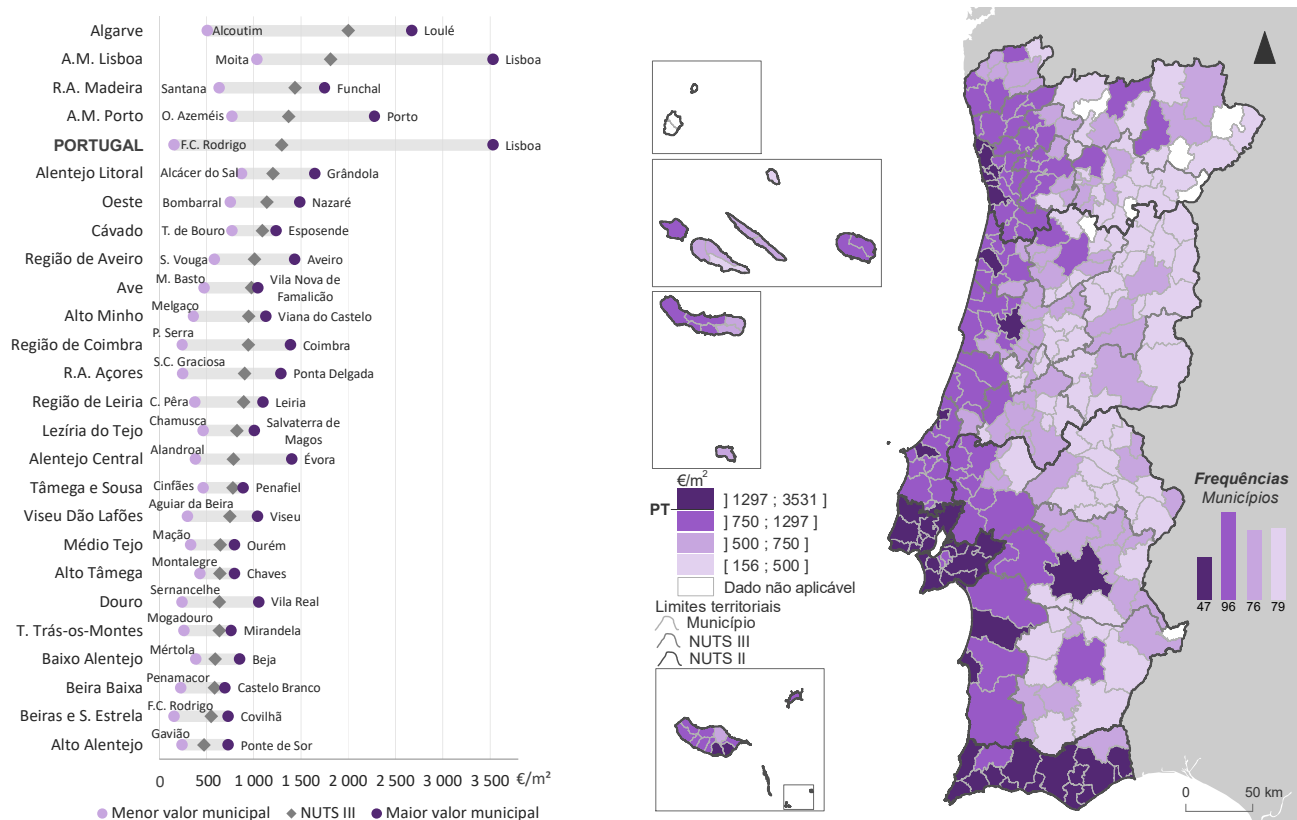 Algarve Alcoutim Loulé
A.M. Lisboa Moita Lisboa
R.A. Madeira Santana Funchal
A.M. Porto O. Azeméis Porto
PORTUGAL F.C. Rodrigo Lisboa
Alentejo Litoral Alcácer do Sal Grândola
Oeste Bombarral Nazaré
Cávado T. de Bouro Esposende
Região de Aveiro S. Vouga Aveiro
Ave M. Basto Vila Nova de
Famalicão
Alto Minho Melgaço Viana do Castelo
Região de Coimbra P. Serra Coimbra
R.A. Açores S.C. Graciosa Ponta Delgada
Região de Leiria C. Pêra Leiria
Lezíria do Tejo Chamusca Salvaterra de
Magos
Alentejo Central Alandroal Évora
Tâmega e Sousa Cinfães Penafiel
Viseu Dão Lafões Aguiar da Beira Viseu
Médio Tejo Mação Ourém
Alto Tâmega Montalegre Chaves
Douro Sernancelhe Vila Real
T. Trás-os-Montes Mogadouro Mirandela
Baixo Alentejo Mértola Beja
Beira Baixa Penamacor Castelo Branco
Beiras e S. Estrela F.C. Rodrigo Covilhã
Alto Alentejo Gavião Ponte de Sor
0 500 1 000 1 500 2 000 2 500 3 000 3 500 €/m²
Menor valor municipal NUTS III Maior valor municipal
€/m²
PT
] 1297 ; 3531 ]
] 750 ; 1297 ]
] 500 ; 750 ]
[ 156 ; 500 ]
Dado não aplicável
Limites territoriais
Município
NUTS III
NUTS II
Frequências
Municípios
47 96 76 79
0 50 km